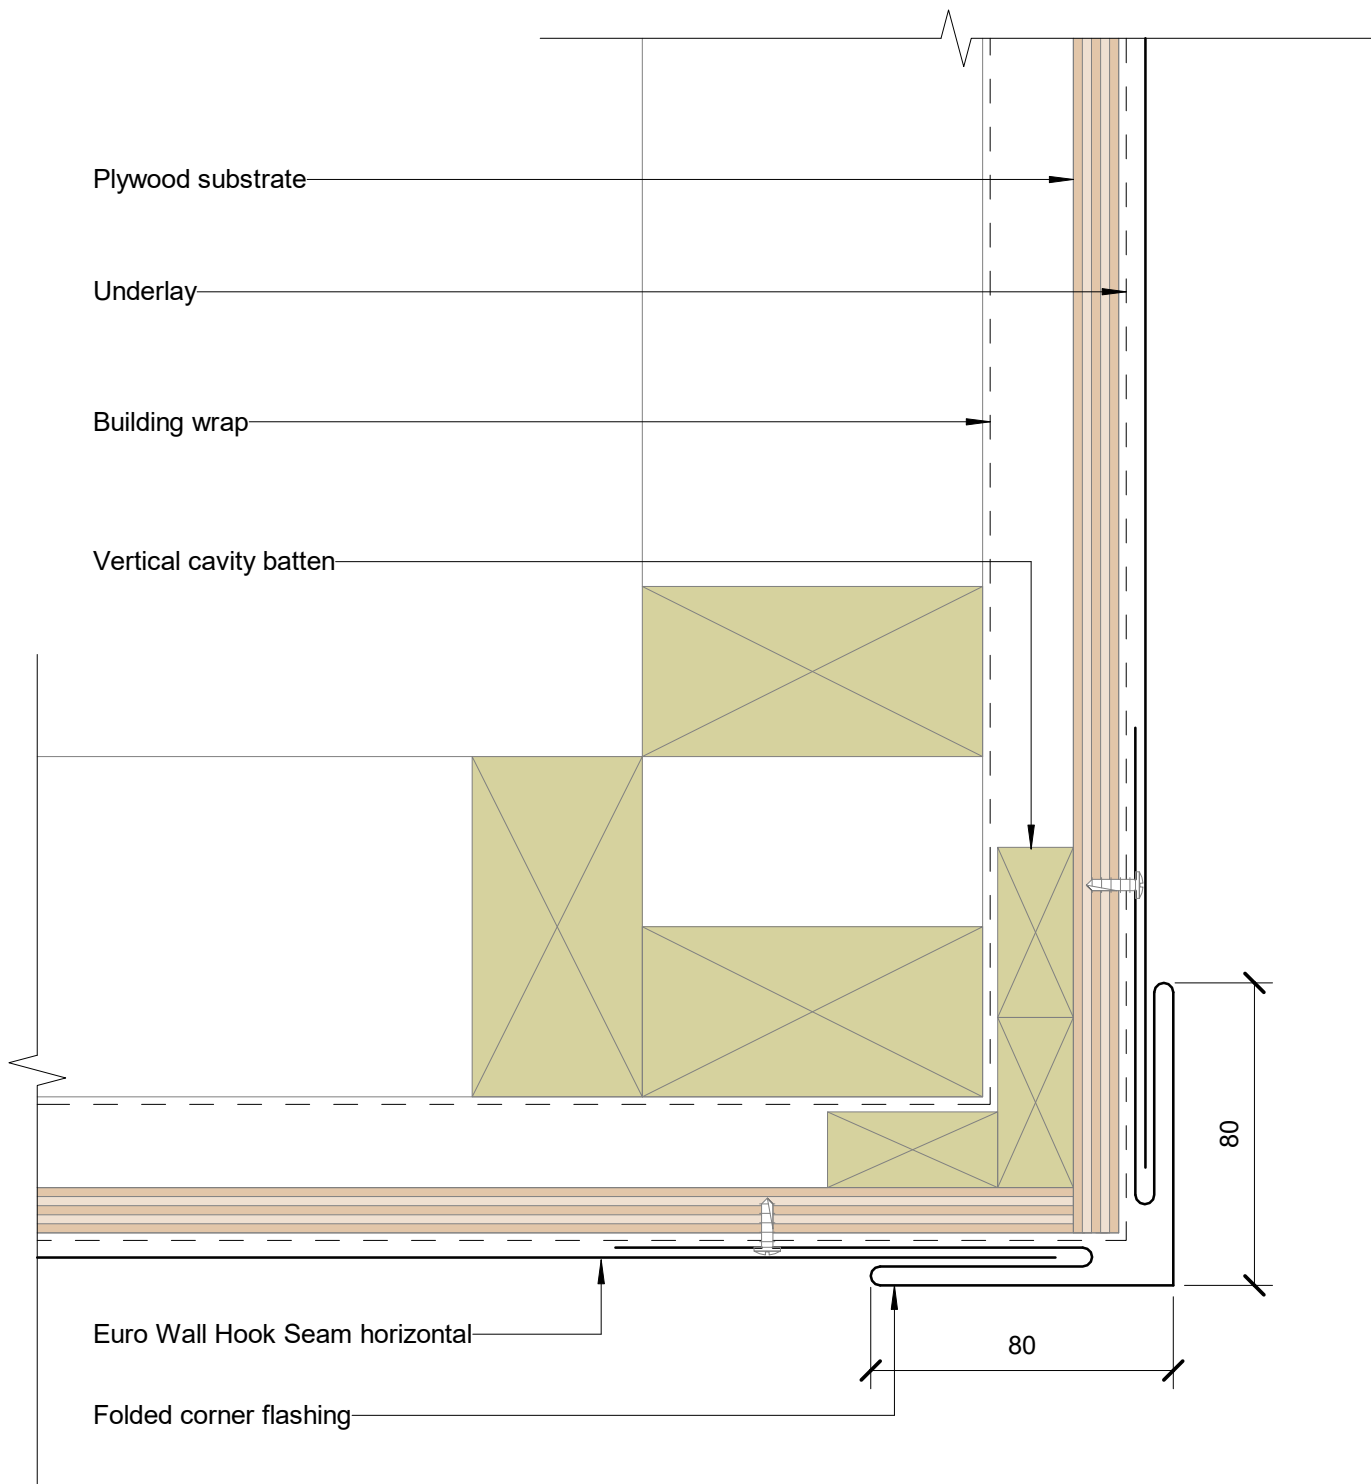 Plywood substrate
Underlay
Building wrap
Vertical cavity batten
80
Euro Wall Hook Seam horizontal
80
Folded corner flashing